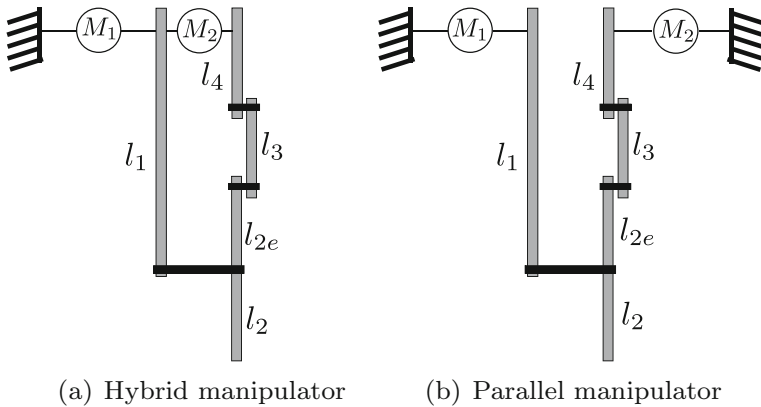 M₁ M₂
l₄
l₁ l₃
l₂ₑ
l₂
(a) Hybrid manipulator
M₁ M₂
l₄
l₁ l₃
l₂ₑ
l₂
(b) Parallel manipulator